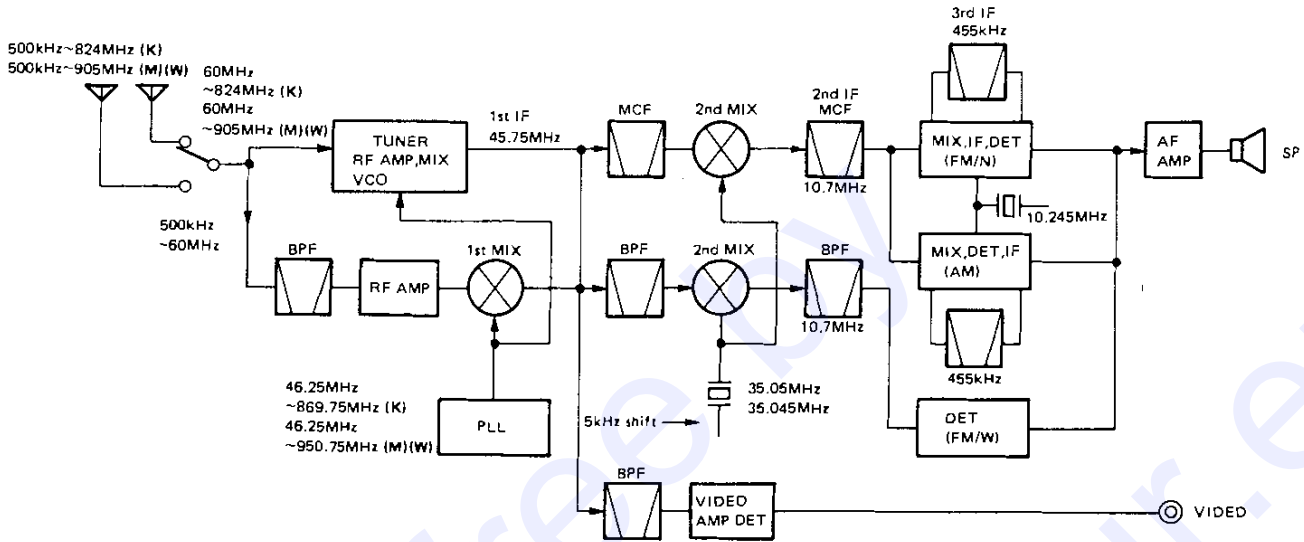 500kHz~824MHz (K)
500kHz~905MHz (M)(W)
60MHz
~824MHz (K)
60MHz
~905MHz (M)(W)
500kHz
~60MHz
TUNER
RF AMP,MIX
VCO
1st IF
45.75MHz
MCF
2nd MIX
2nd IF
MCF
10.7MHz
3rd IF
455kHz
MIX,IF,DET
(FM/N)
AF
AMP
SP
10.245MHz
MIX,DET,IF
(AM)
455kHz
BPF
RF AMP
1st MIX
BPF
2nd MIX
BPF
10.7MHz
46.25MHz
~869.75MHz (K)
46.25MHz
~950.75MHz (M)(W)
PLL
35.05MHz
35.045MHz
5kHz shift
DET
(FM/W)
BPF
VIDEO
AMP DET
VIDEO
free by